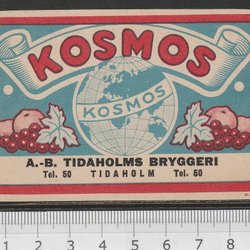 KOSMOS
KOSMOS
A.-B. TIDAHOLMS BRYGGERI
Tel. 50 TIDAHOLM Tel. 50